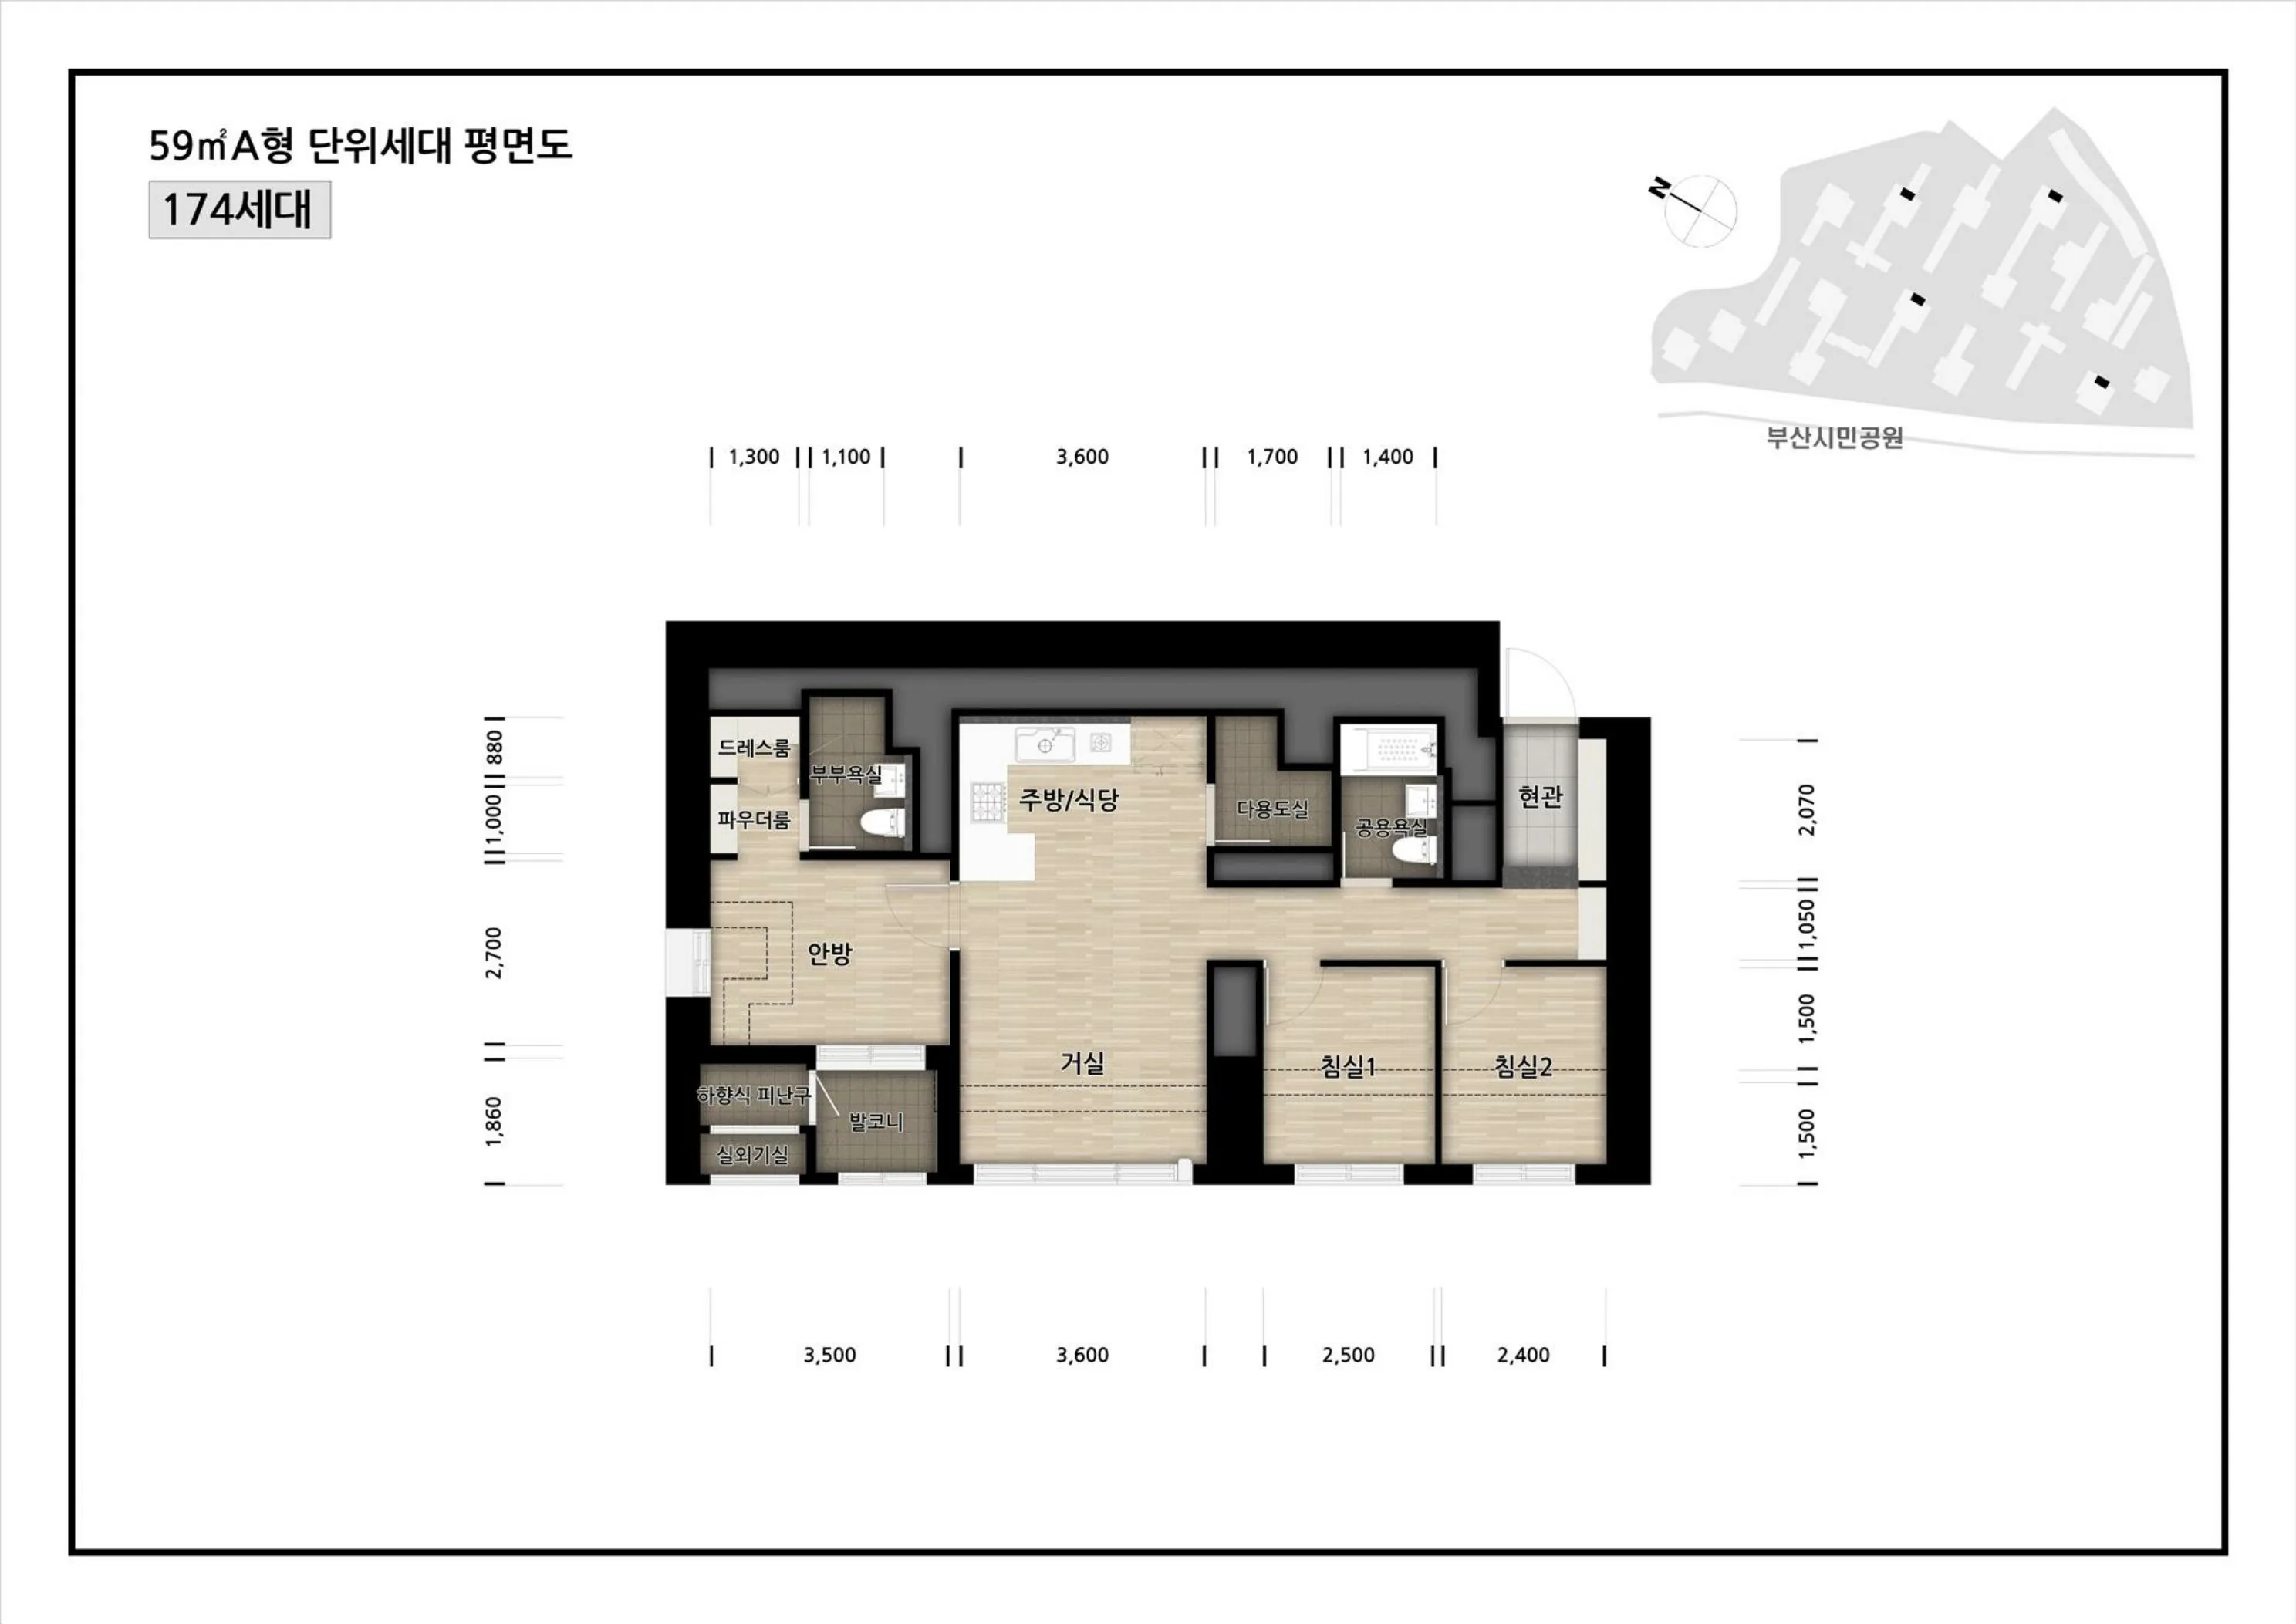 59㎡A형 단위세대 평면도
174세대
N
부산시민공원
1,300 1,100 3,600 1,700 1,400
880
1,000
2,700
1,860
드레스룸
부부욕실
파우더룸
주방/식당
다용도실
공용욕실
현관
안방
거실
침실1
침실2
하향식 피난구
발코니
실외기실
2,070
1,050
1,500
1,500
3,500 3,600 2,500 2,400